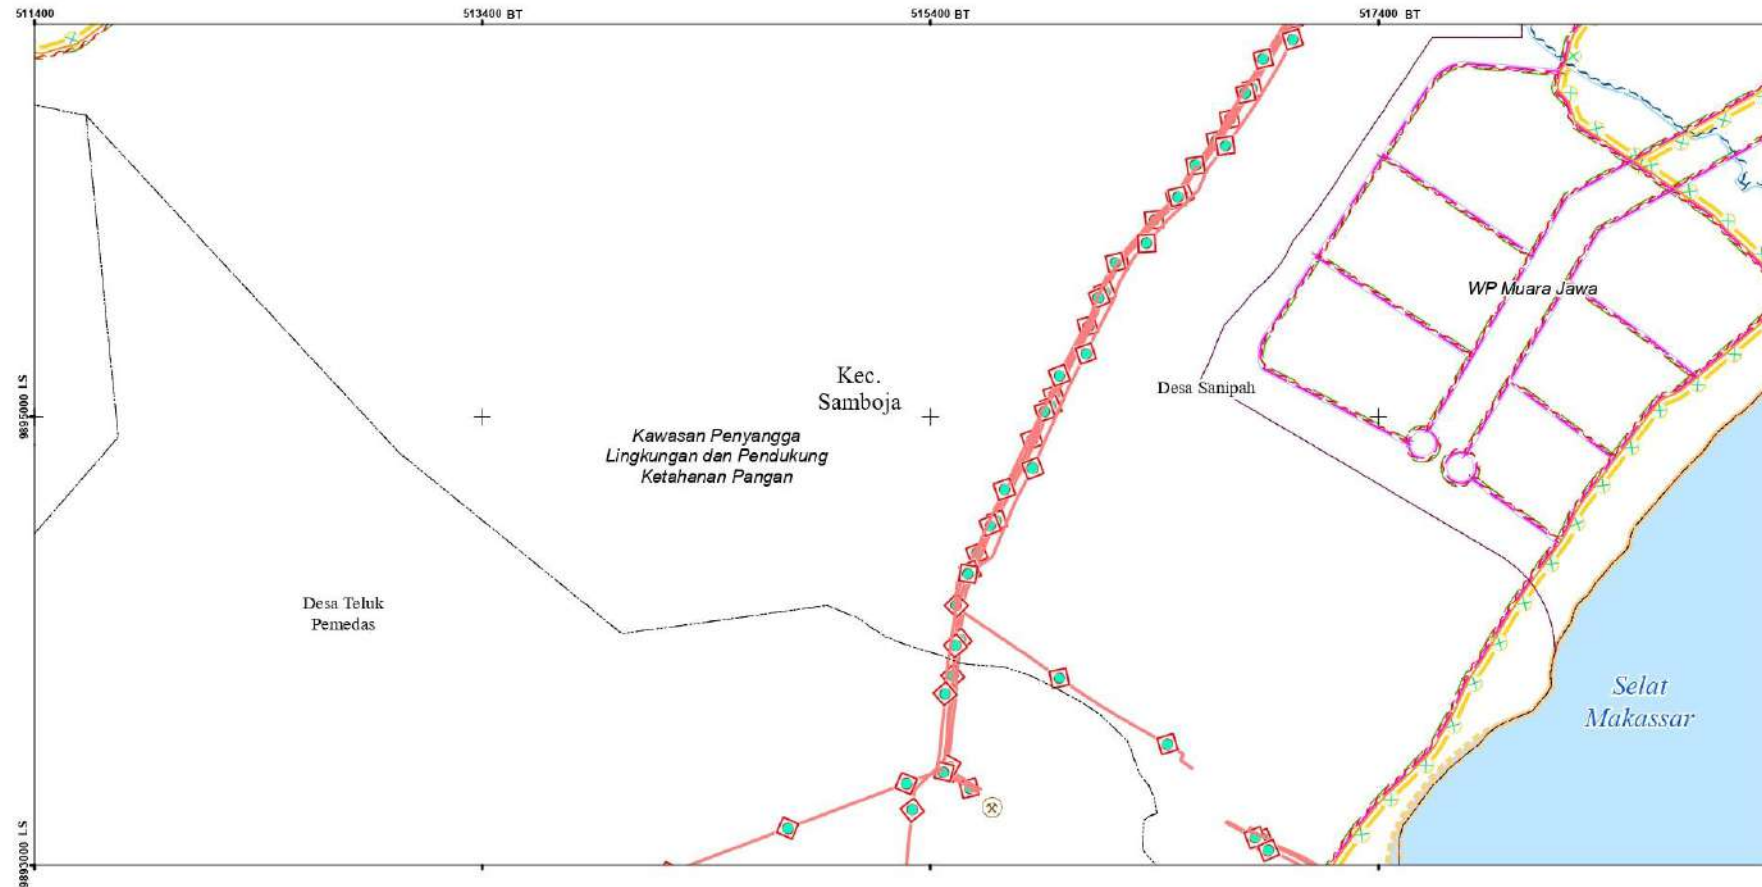 511400
513400 BT
515400 BT
517400 BT
WP Muara Jawa
Kec.
Samboja
Desa Sanipah
9895000 LS
Kawasan Penyangga
Lingkungan dan Pendukung
Ketahanan Pangan
Desa Teluk
Pemedas
Selat
Makassar
9893000 LS